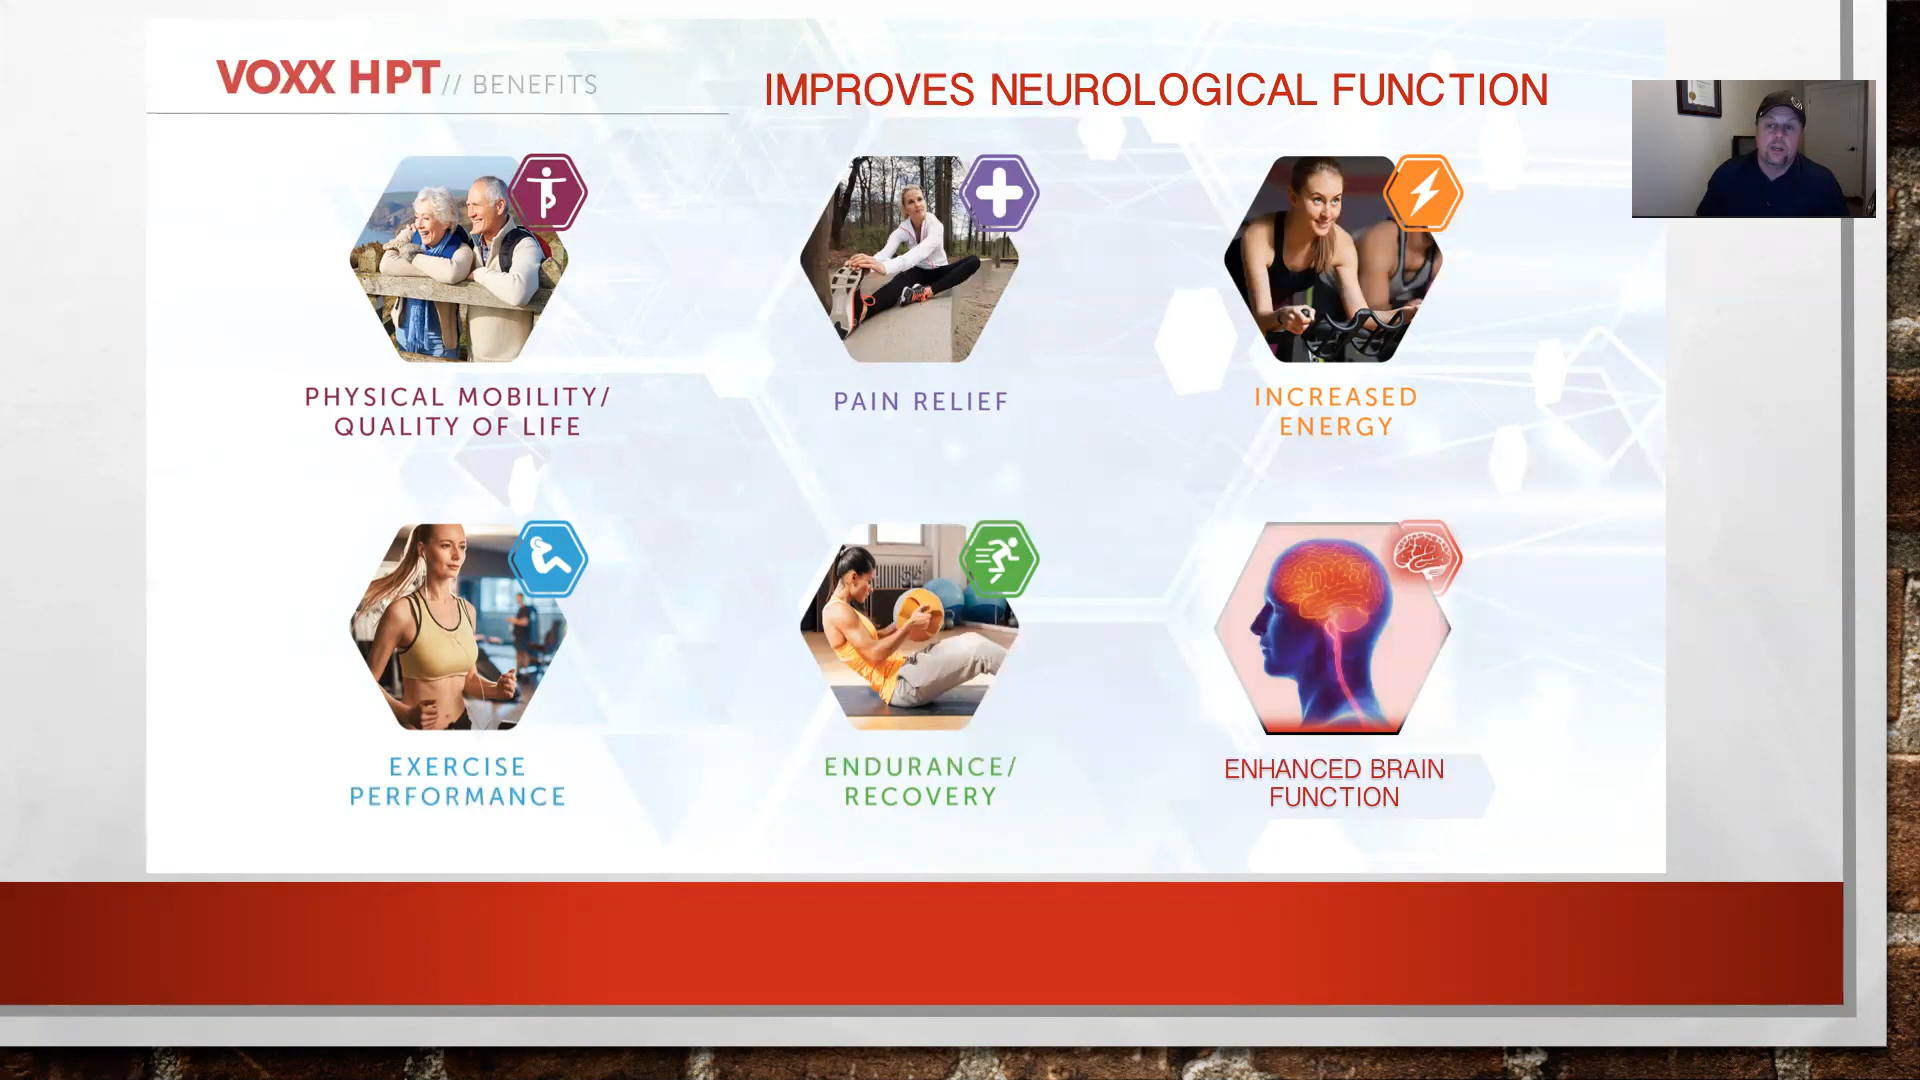 VOXX HPT // BENEFITS
IMPROVES NEUROLOGICAL FUNCTION
PHYSICAL MOBILITY/
QUALITY OF LIFE
PAIN RELIEF
INCREASED
ENERGY
EXERCISE
PERFORMANCE
ENDURANCE/
RECOVERY
ENHANCED BRAIN
FUNCTION